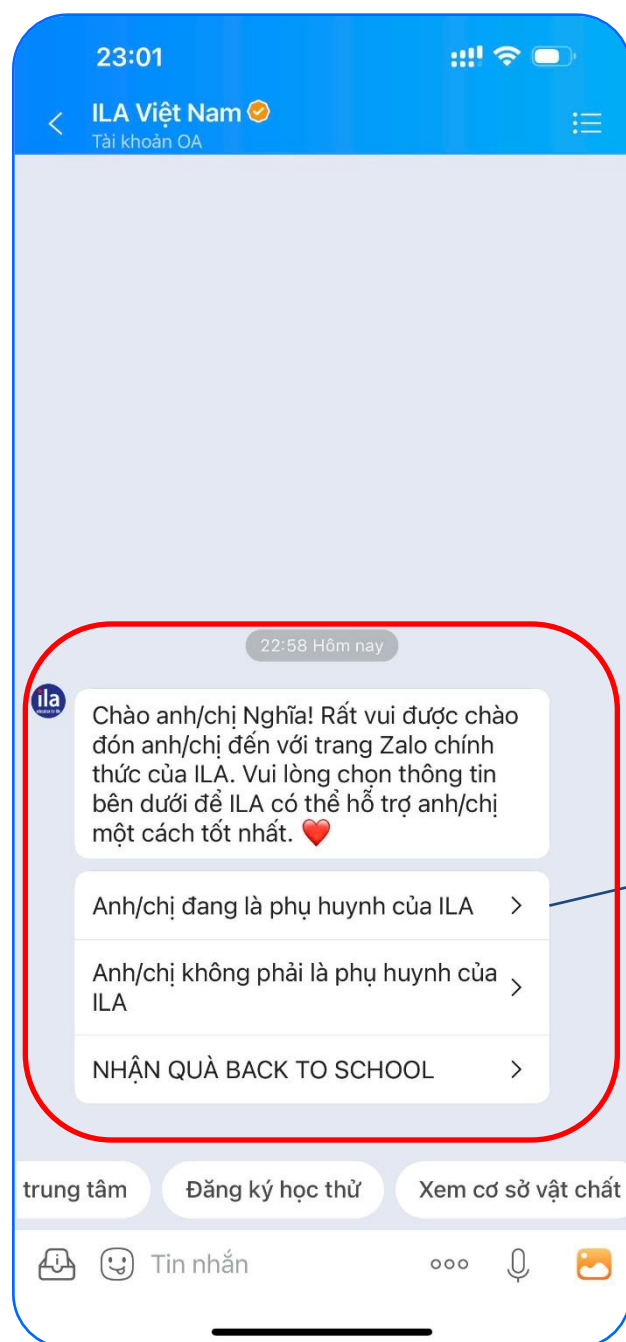 23:01
ILA Việt Nam
Tài khoản OA
22:58 Hôm nay
ila
Chào anh/chị Nghĩa! Rất vui được chào
đón anh/chị đến với trang Zalo chính
thức của ILA. Vui lòng chọn thông tin
bên dưới để ILA có thể hỗ trợ anh/chị
một cách tốt nhất. ❤️
Anh/chị đang là phụ huynh của ILA
Anh/chị không phải là phụ huynh của
ILA
NHẬN QUÀ BACK TO SCHOOL
trung tâm Đăng ký học thử Xem cơ sở vật chất
Tin nhắn